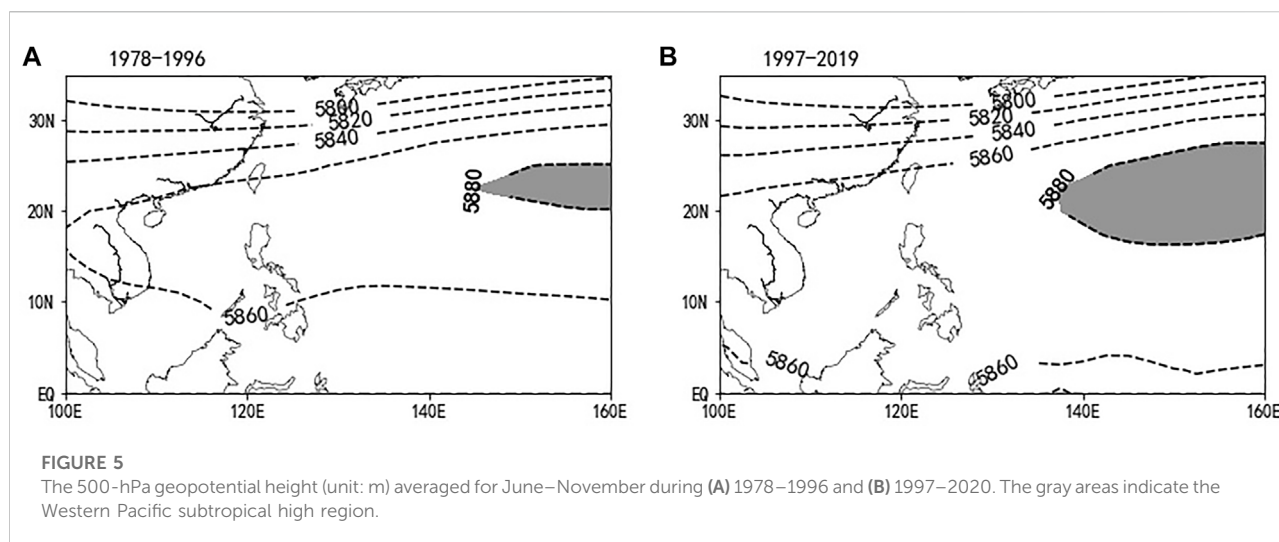 A
1978–1996
5800
5820
5840
5880
5860
30N
20N
10N
EQ
100E
120E
140E
160E
B
1997–2019
5800
5820
5840
5860
5880
5860
5860
30N
20N
10N
EQ
100E
120E
140E
160E
FIGURE 5
The 500-hPa geopotential height (unit: m) averaged for June–November during (A) 1978–1996 and (B) 1997–2020. The gray areas indicate the
Western Pacific subtropical high region.